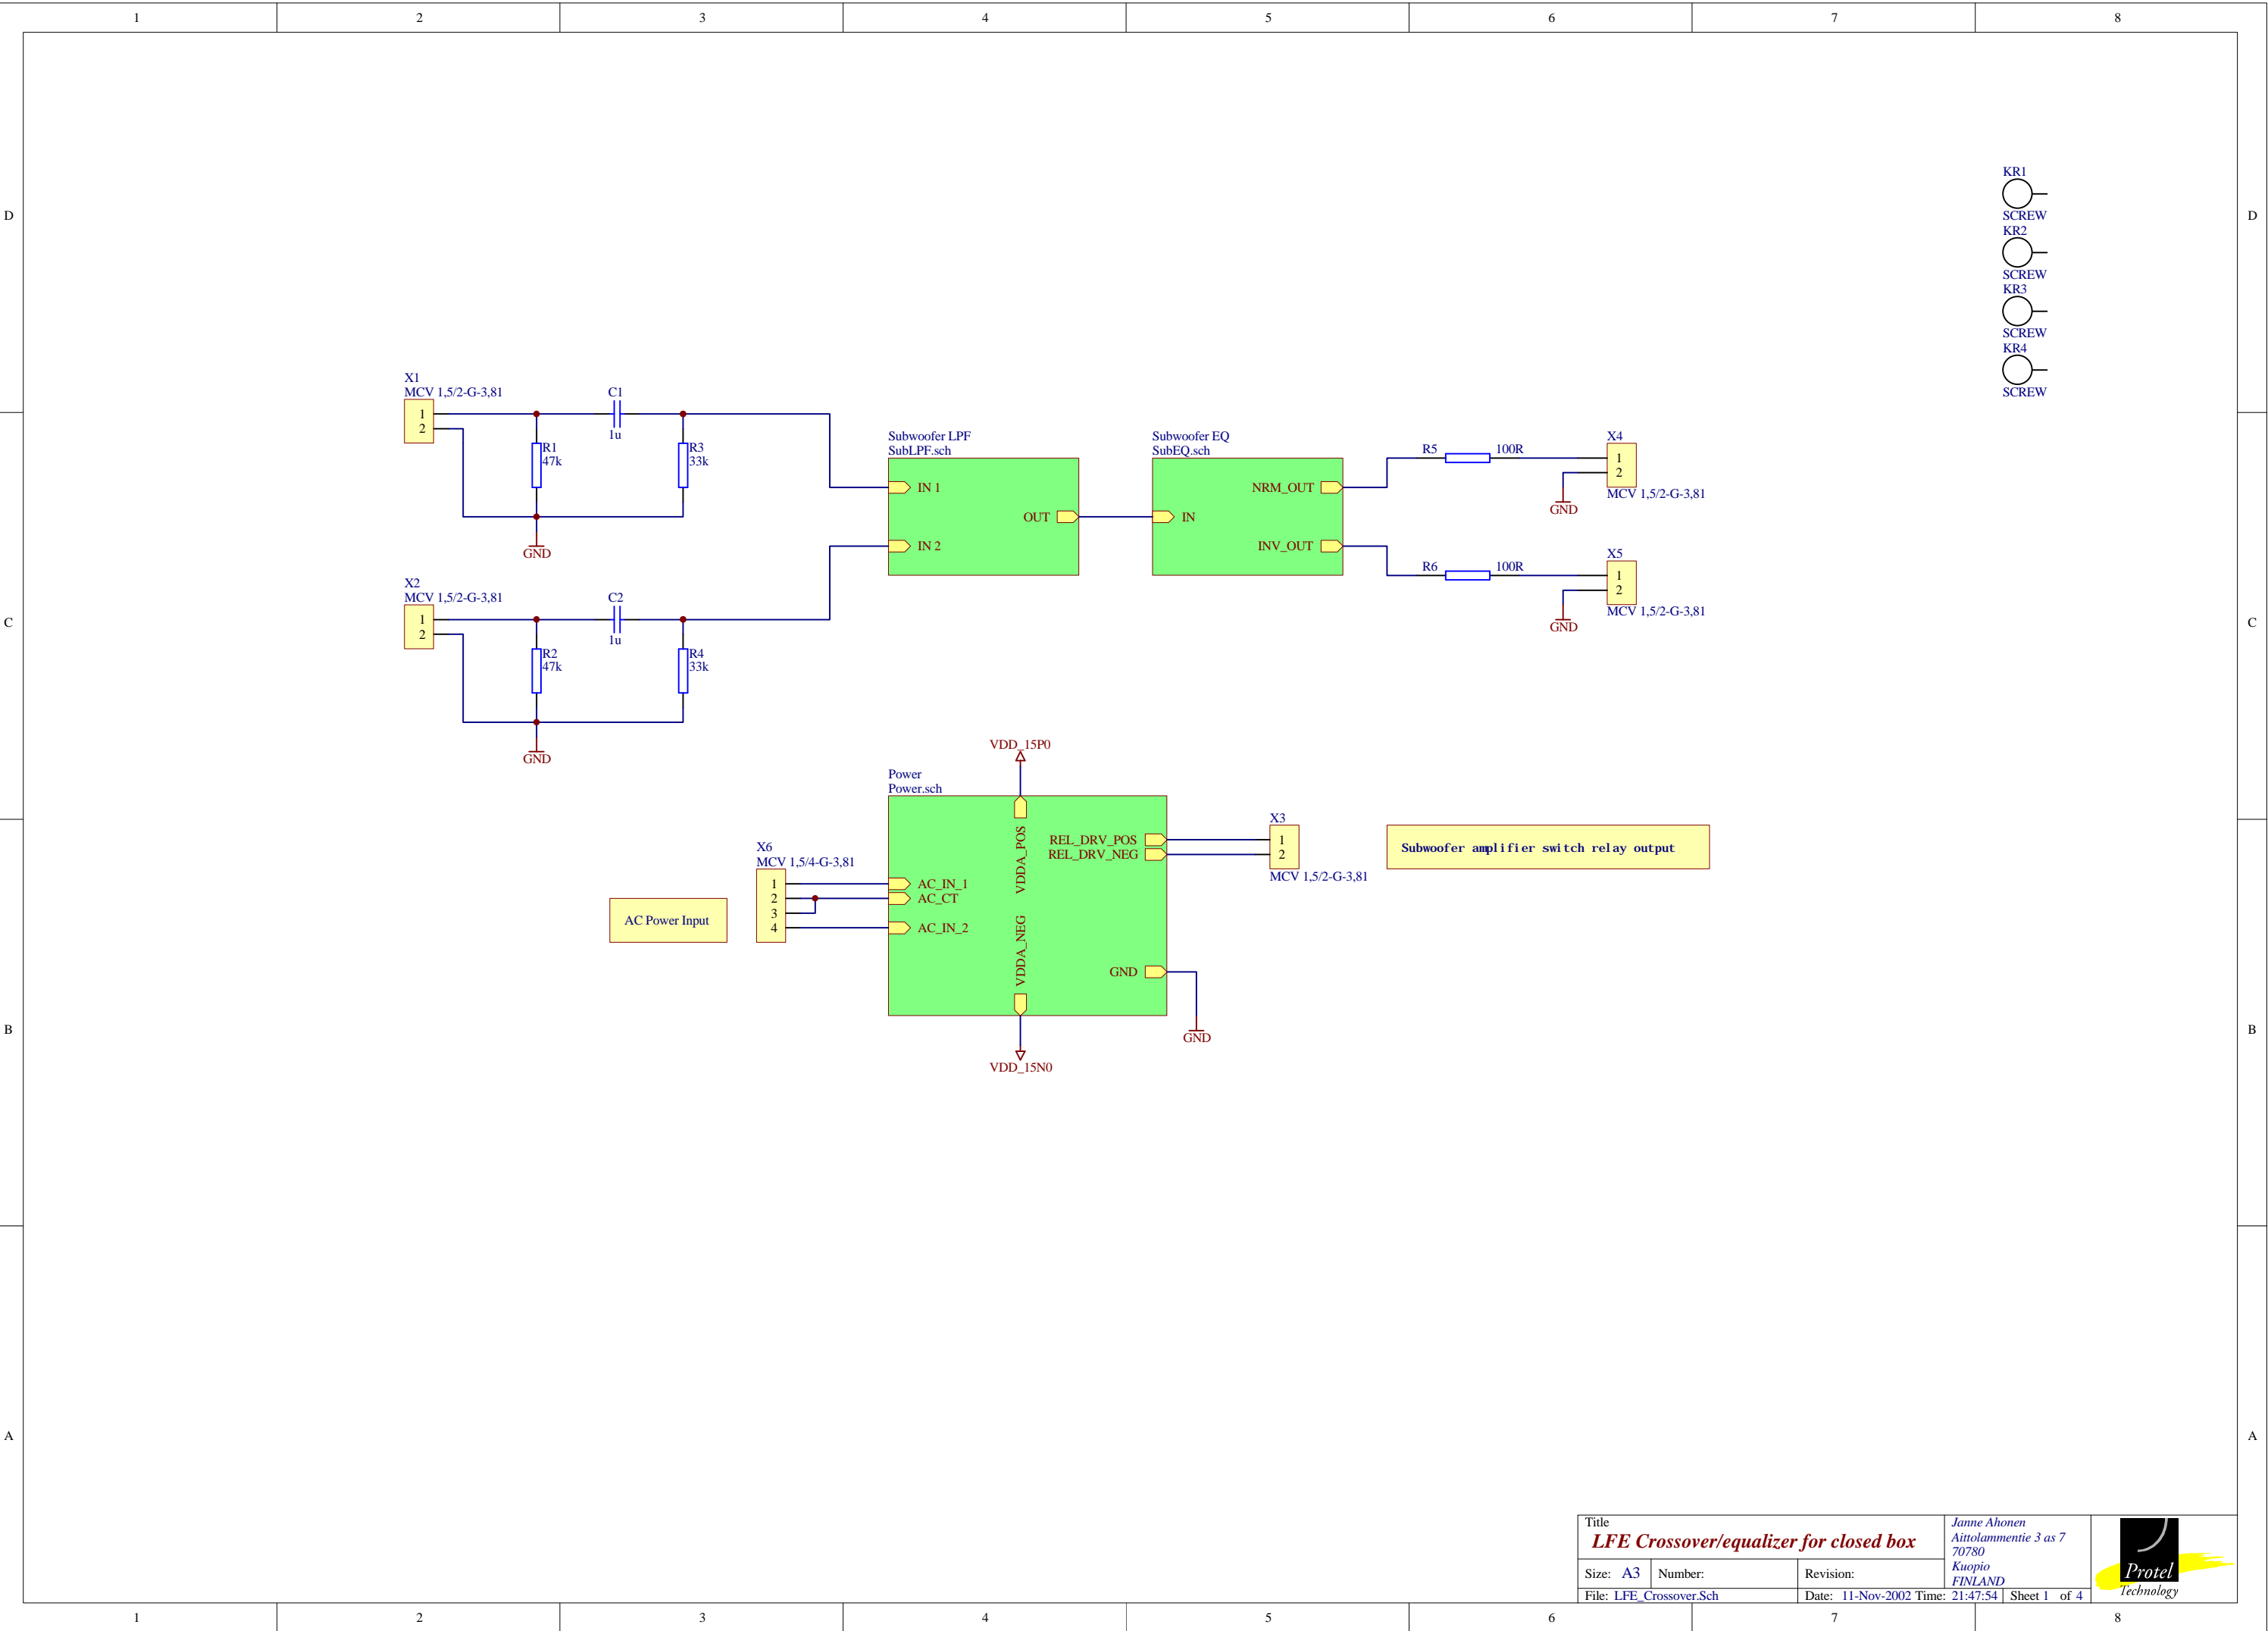 1 2 3 4 5 6 7 8
D D
C C
B B
A A
KR1
SCREW
KR2
SCREW
KR3
SCREW
KR4
SCREW
X1
MCV 1,5/2-G-3,81
1
2
C1
1u
R1
47k
R3
33k
GND
X2
MCV 1,5/2-G-3,81
1
2
C2
1u
R2
47k
R4
33k
GND
Subwoofer LPF
SubLPF.sch
IN 1
OUT
IN 2
Subwoofer EQ
SubEQ.sch
NRM_OUT
IN
INV_OUT
R5 100R
X4
1
2
MCV 1,5/2-G-3,81
GND
R6 100R
X5
1
2
MCV 1,5/2-G-3,81
GND
VDD_15P0
Power
Power.sch
VDDA_POS
REL_DRV_POS
REL_DRV_NEG
AC_IN_1
AC_CT
AC_IN_2
VDDA_NEG
GND
GND
VDD_15N0
X6
MCV 1,5/4-G-3,81
1
2
3
4
AC Power Input
X3
1
2
MCV 1,5/2-G-3,81
Subwoofer amplifier switch relay output
Title
LFE Crossover/equalizer for closed box
Size: A3 Number: Revision:
File: LFE_Crossover.Sch Date: 11-Nov-2002 Time: 21:47:54 Sheet 1 of 4
Janne Ahonen
Aittolammentie 3 as 7
70780
Kuopio
FINLAND
Protel
Technology
1 2 3 4 5 6 7 8